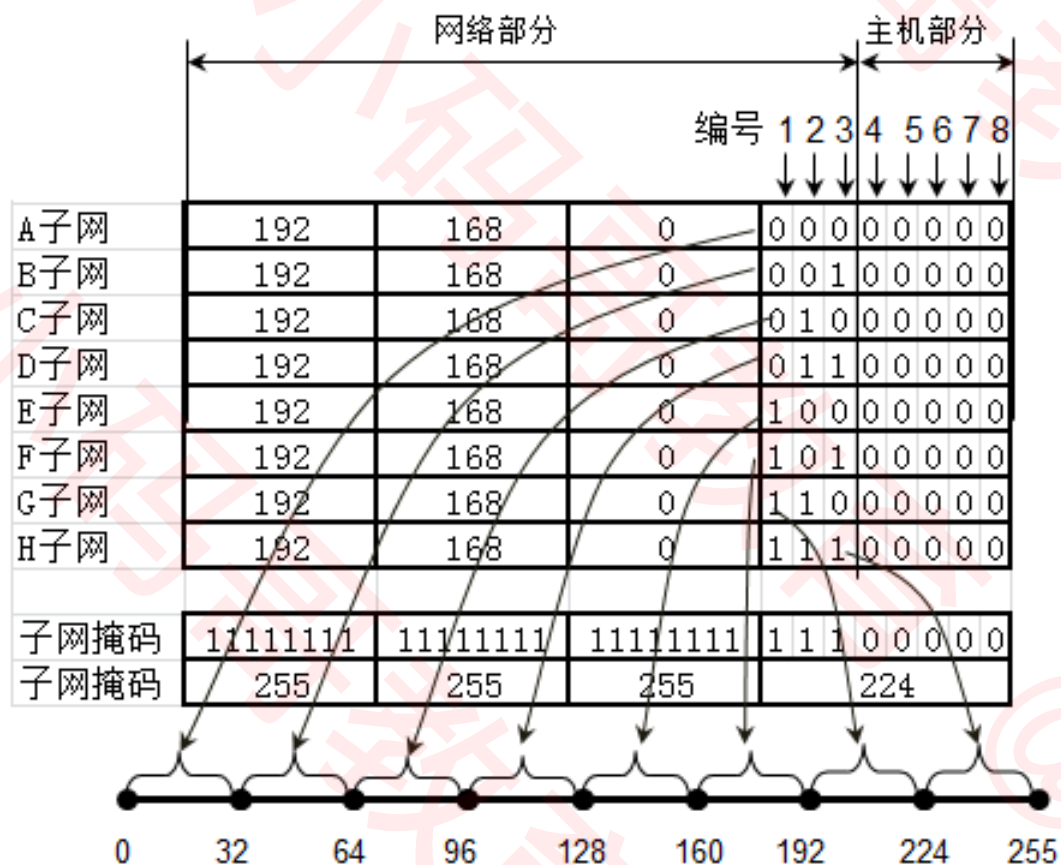 网络部分 主机部分
编号 1 2 3 4 5 6 7 8
A子网 192 168 0 0 0 0 0 0 0 0 0
B子网 192 168 0 0 0 1 0 0 0 0 0
C子网 192 168 0 0 1 0 0 0 0 0 0
D子网 192 168 0 0 1 1 0 0 0 0 0
E子网 192 168 0 1 0 0 0 0 0 0 0
F子网 192 168 0 1 0 1 0 0 0 0 0
G子网 192 168 0 1 1 0 0 0 0 0 0
H子网 192 168 0 1 1 1 0 0 0 0 0
子网掩码 11111111 11111111 11111111 1 1 1 0 0 0 0 0
子网掩码 255 255 255 224
0 32 64 96 128 160 192 224 255
小码哥教育